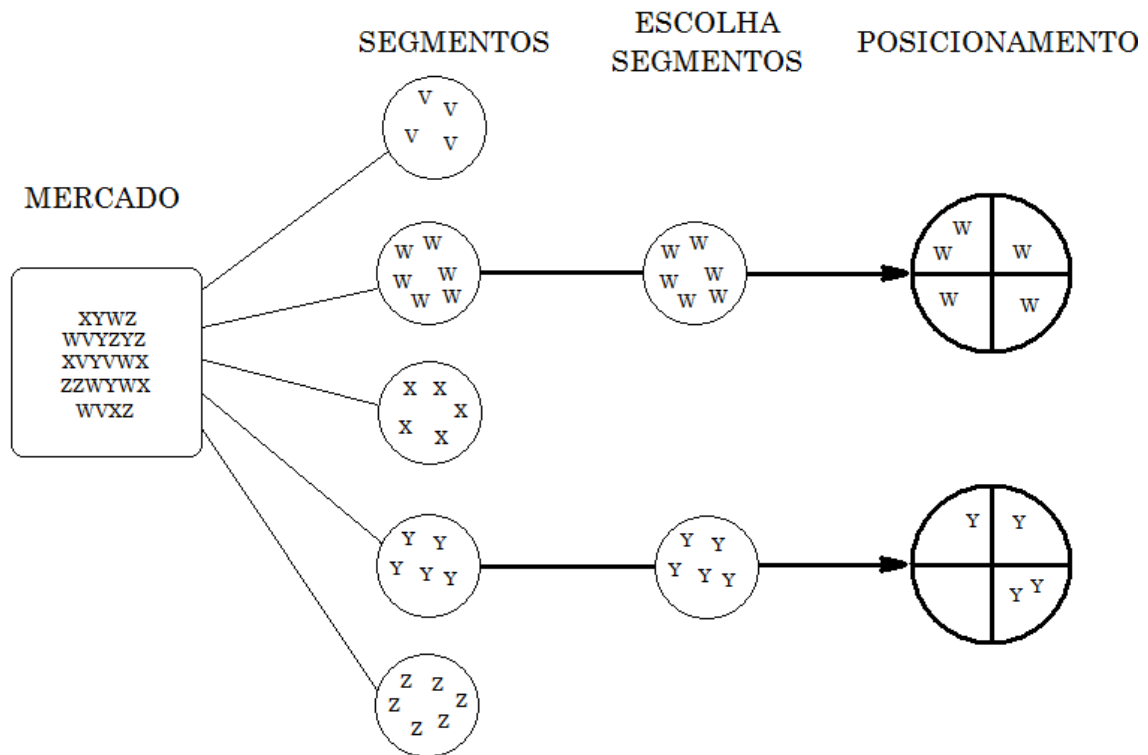 SEGMENTOS
ESCOLHA
SEGMENTOS
POSICIONAMENTO
MERCADO
XYWZ
WVYZYZ
XVYVWX
ZZWYWX
WVXZ
V V
V V
W W
W W
W W
X X
X
X X
Y Y
Y Y Y
Z Z
Z Z
Z Z
W W
W W
W W
Y Y
Y Y Y
W
W W
W W
Y Y
Y Y